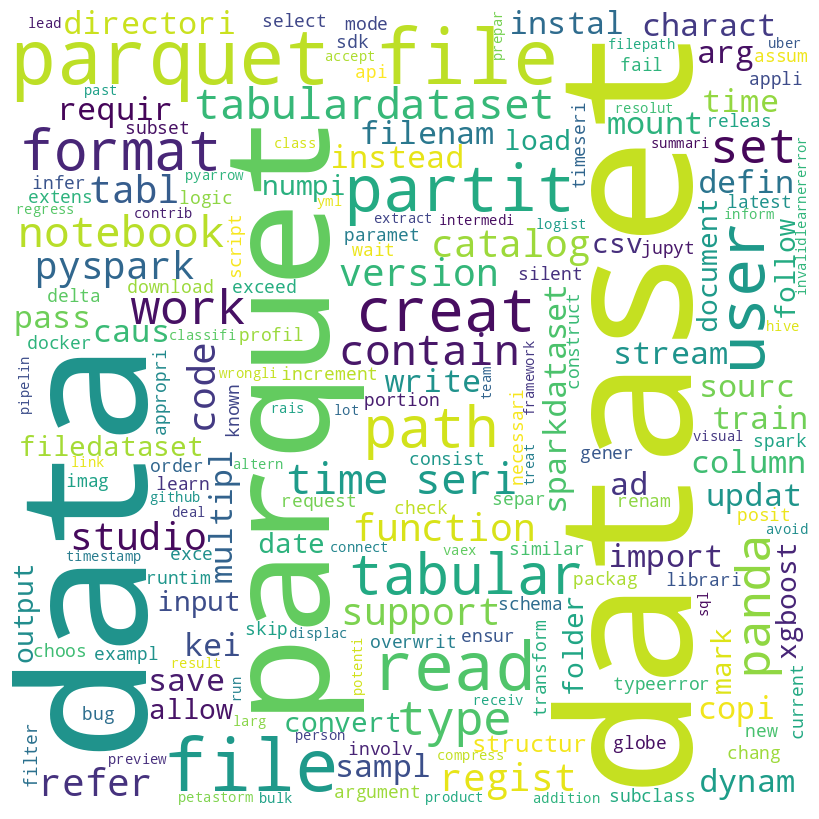 lead
directori
select
mode
instal
charact
prepar
filepath
uber
parquet file
sdk
accept
api
arg
assum
fail
appli
past
requir
subset
tabulardataset
class
filenam
load
timeseri
mount
resolut
releas
time
set
summari
invalidlearnererror
format
pyarrow
instead
infer
tabl
numpi
yml
partit
defin
latest
extens
logic
regress
contrib
extract
intermedi
logist
inform
notebook
script
paramet
wait
catalog
csv
jupyt
document
follow
user
pyspark
version
silent
delta
download
exceed
work
creat
dataset
data
parquet
pass
docker
caus
classifi
profil
contain
sparkdataset
construct
stream
hive
pipelin
appropri
code
known
wrongli
increment
write
team
framework
sourc
rais
lot
portion
path
necessari
treat
train
visual
spark
filedataset
link
order
imag
learn
github
deal
multipl
altern
time seri
consist
gener
column
ad
request
check
separ
renam
updat
posit
avoid
studio
timestamp
exce
date
function
connect
vaex
similar
import
packag
librari
sql
panda
xgboost
output
runtim
input
tabular
choos
exampl
kei
skip
displac
support
overwrit
ensur
schema
transform
folder
typeerror
mark
current
result
potenti
read
save
bug
allow
run
larg
convert
type
receiv
copi
new
filter
preview
person
involv
structur
globe
chang
refer
file
sampl
compress
regist
dynam
petastorm
bulk
argument
product
addition
subclass